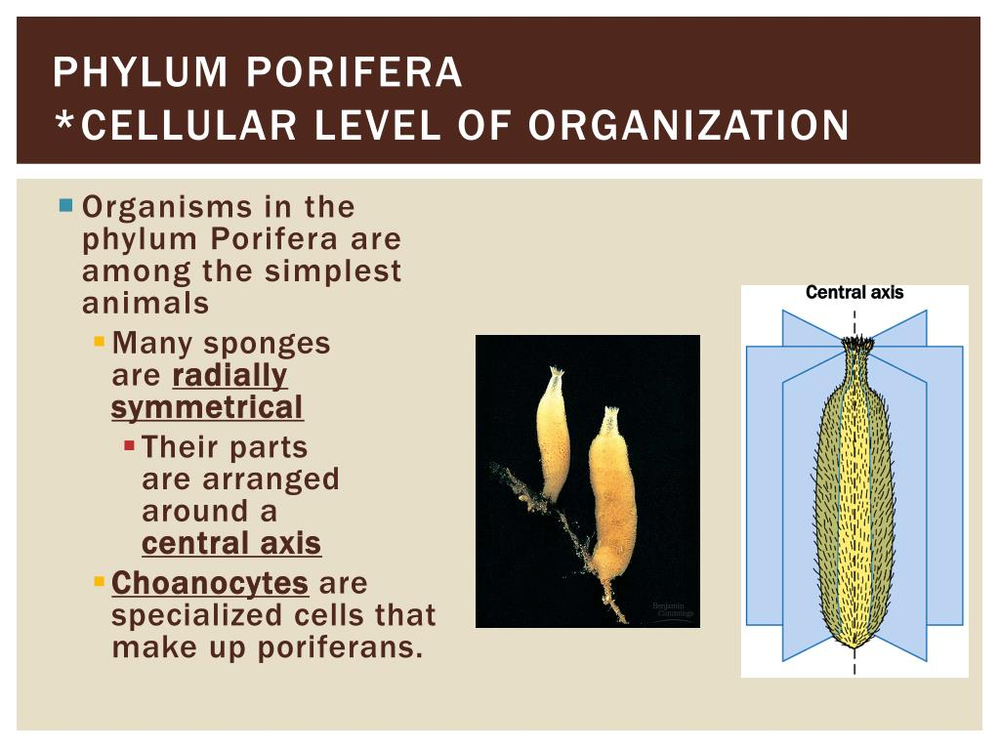 PHYLUM PORIFERA
*CELLULAR LEVEL OF ORGANIZATION
Organisms in the
phylum Porifera are
among the simplest
animals
Many sponges
are radially
symmetrical
Their parts
are arranged
around a
central axis
Choanocytes are
specialized cells that
make up poriferans.
Benjamin
Cummings
Central axis